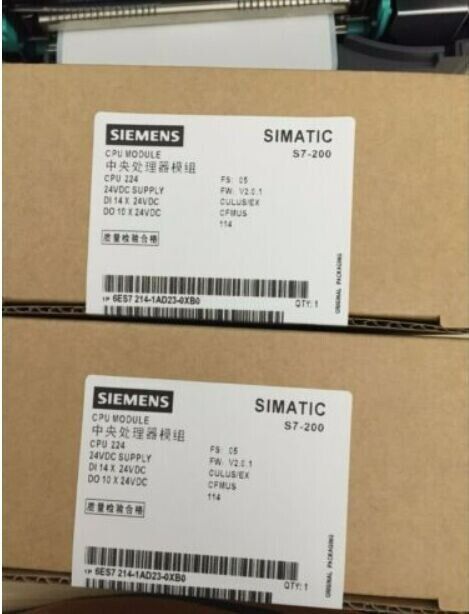 SIEMENS
SIMATIC
S7-200
CPU MODULE
中央处理器模组
CPU 224
24VDC SUPPLY
DI 14 X 24VDC
DO 10 X 24VDC
FS: .05
FW: V2.0.1
CULUS/EX
CFMUS
114
质量检验合格
1P 6ES7 214-1AD23-0XB0
QTY: 1
ORIGINAL PACKAGING
SIEMENS
SIMATIC
S7-200
CPU MODULE
中央处理器模组
CPU 224
24VDC SUPPLY
DI 14 X 24VDC
DO 10 X 24VDC
FS: .05
FW: V2.0.1
CULUS/EX
CFMUS
114
质量检验合格
1P 6ES7 214-1AD23-0XB0
QTY: 1
ORIGINAL PACKAGING